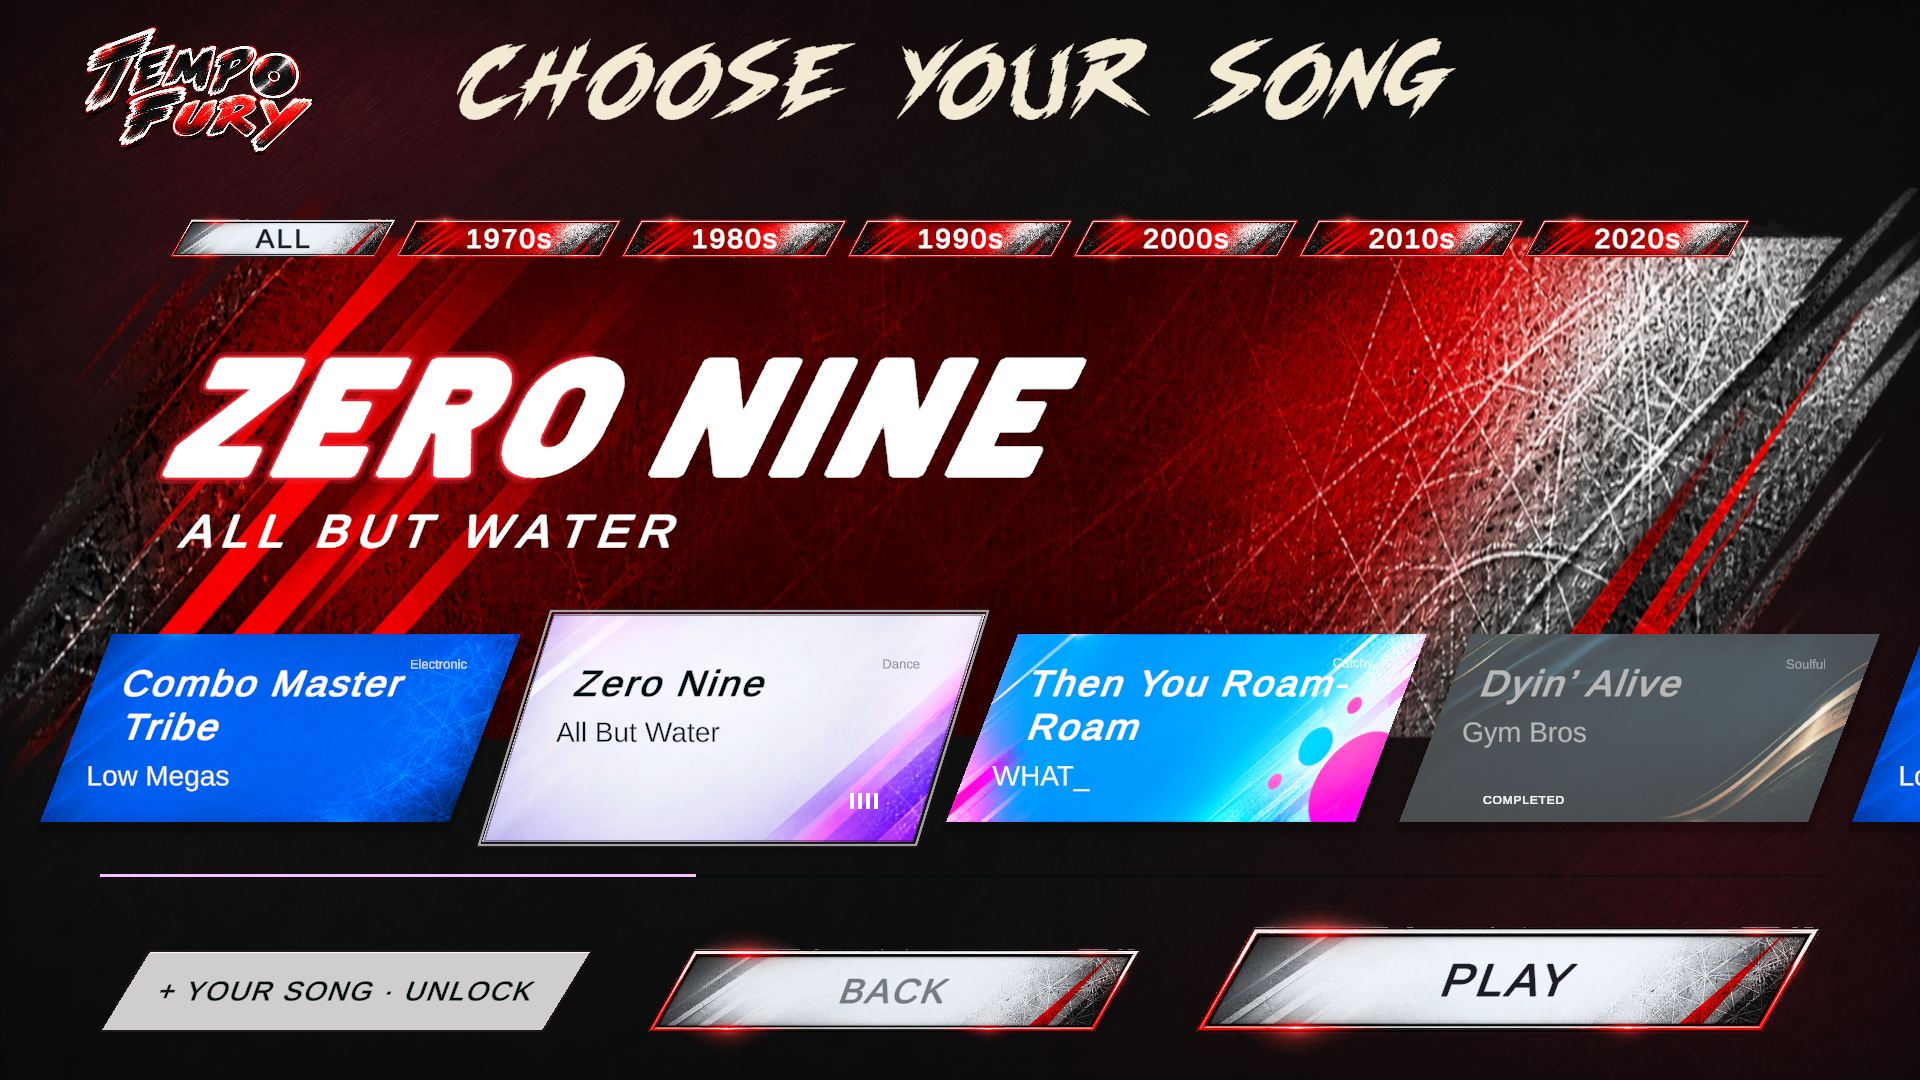 TEMPO
FURY
CHOOSE YOUR SONG
ALL
1970s
1980s
1990s
2000s
2010s
2020s
ZERO NINE
ALL BUT WATER
Electronic
Combo Master
Tribe
Low Megas
Dance
Zero Nine
All But Water
Catchy
Then You Roam-
Roam
WHAT_
Soulful
Dyin’ Alive
Gym Bros
COMPLETED
Lo
+ YOUR SONG · UNLOCK
BACK
PLAY